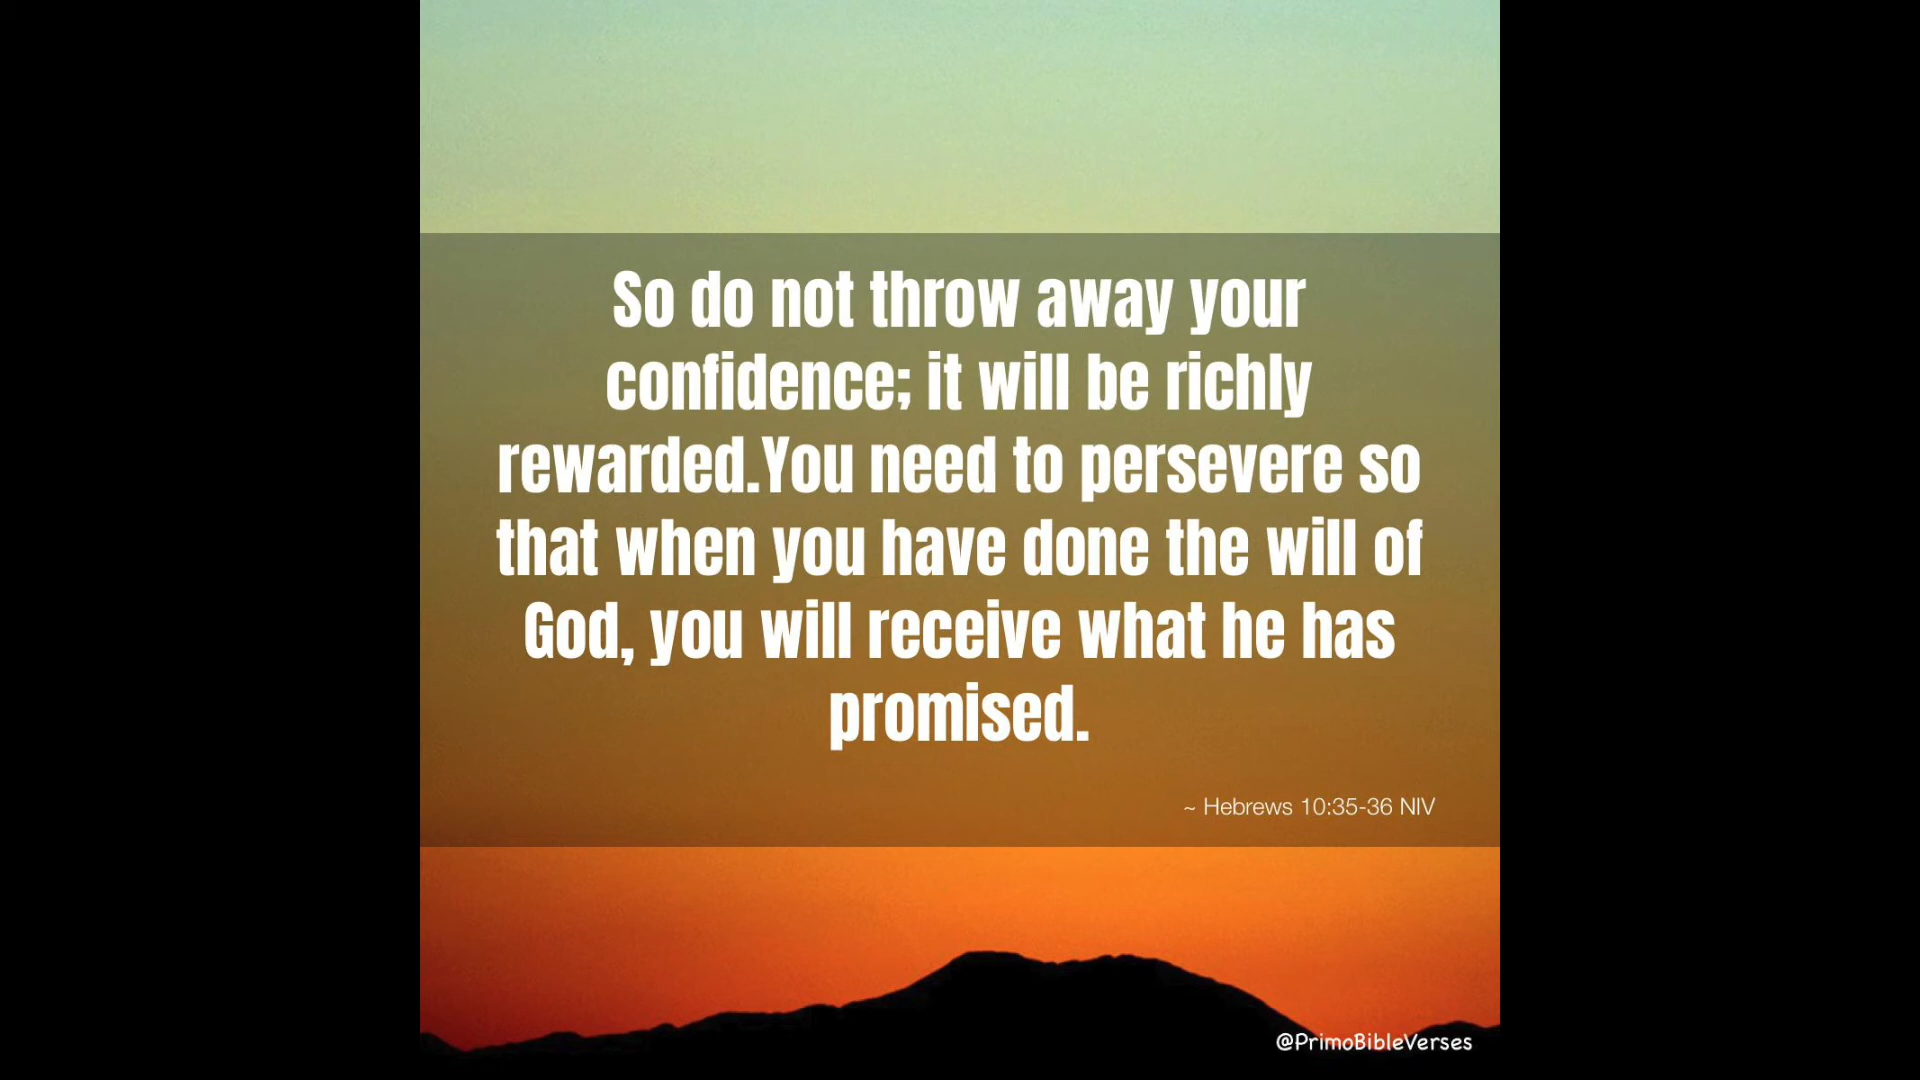 So do not throw away your
confidence; it will be richly
rewarded.You need to persevere so
that when you have done the will of
God, you will receive what he has
promised.
~ Hebrews 10:35-36 NIV
@PrimoBibleVerses